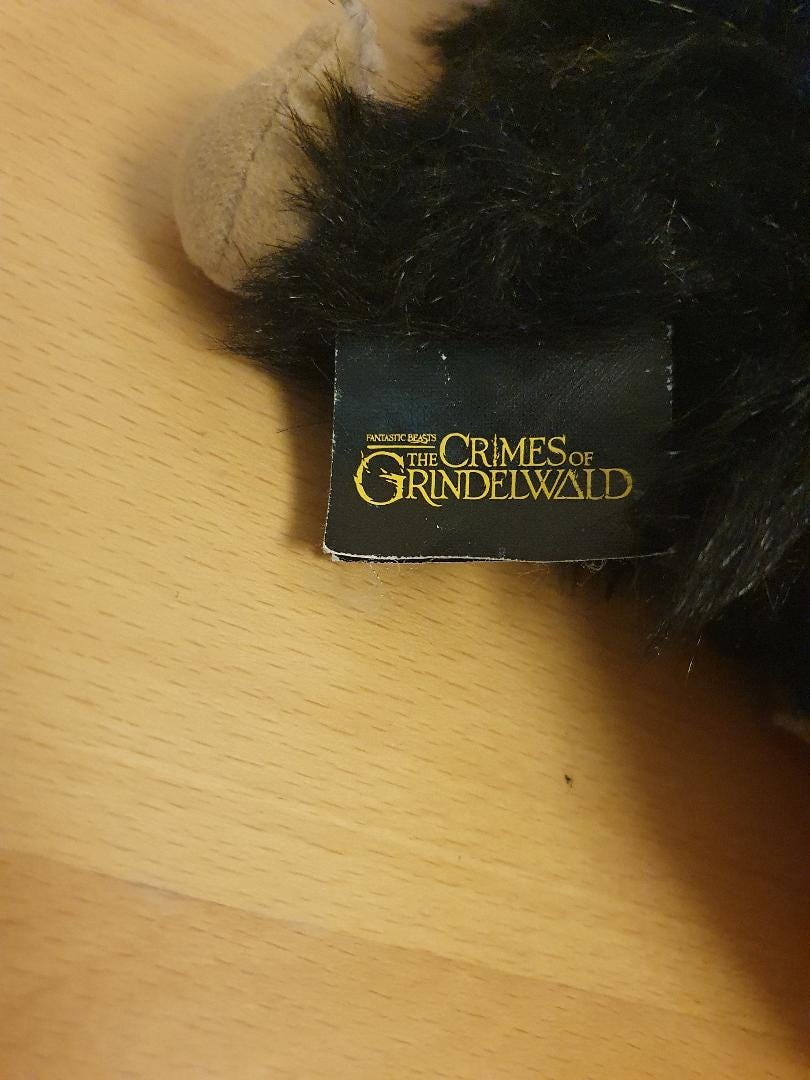 FANTASTIC BEASTS
THE CRIMES OF
GRINDELWALD